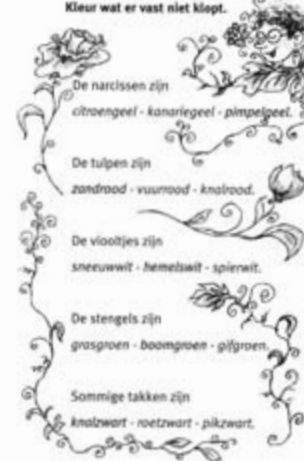 Kleur wat er vast niet klopt.
De narcissen zijn
citroengeel - kanariegeel - pimpelgeel.
De tulpen zijn
zandrood - vuurrood - knalrood.
De viooltjes zijn
sneeuwwit - hemelswit - spierwit.
De stengels zijn
grasgroen - boomgroen - gifgroen.
Sommige takken zijn
knalzwart - roetzwart - pikzwart.